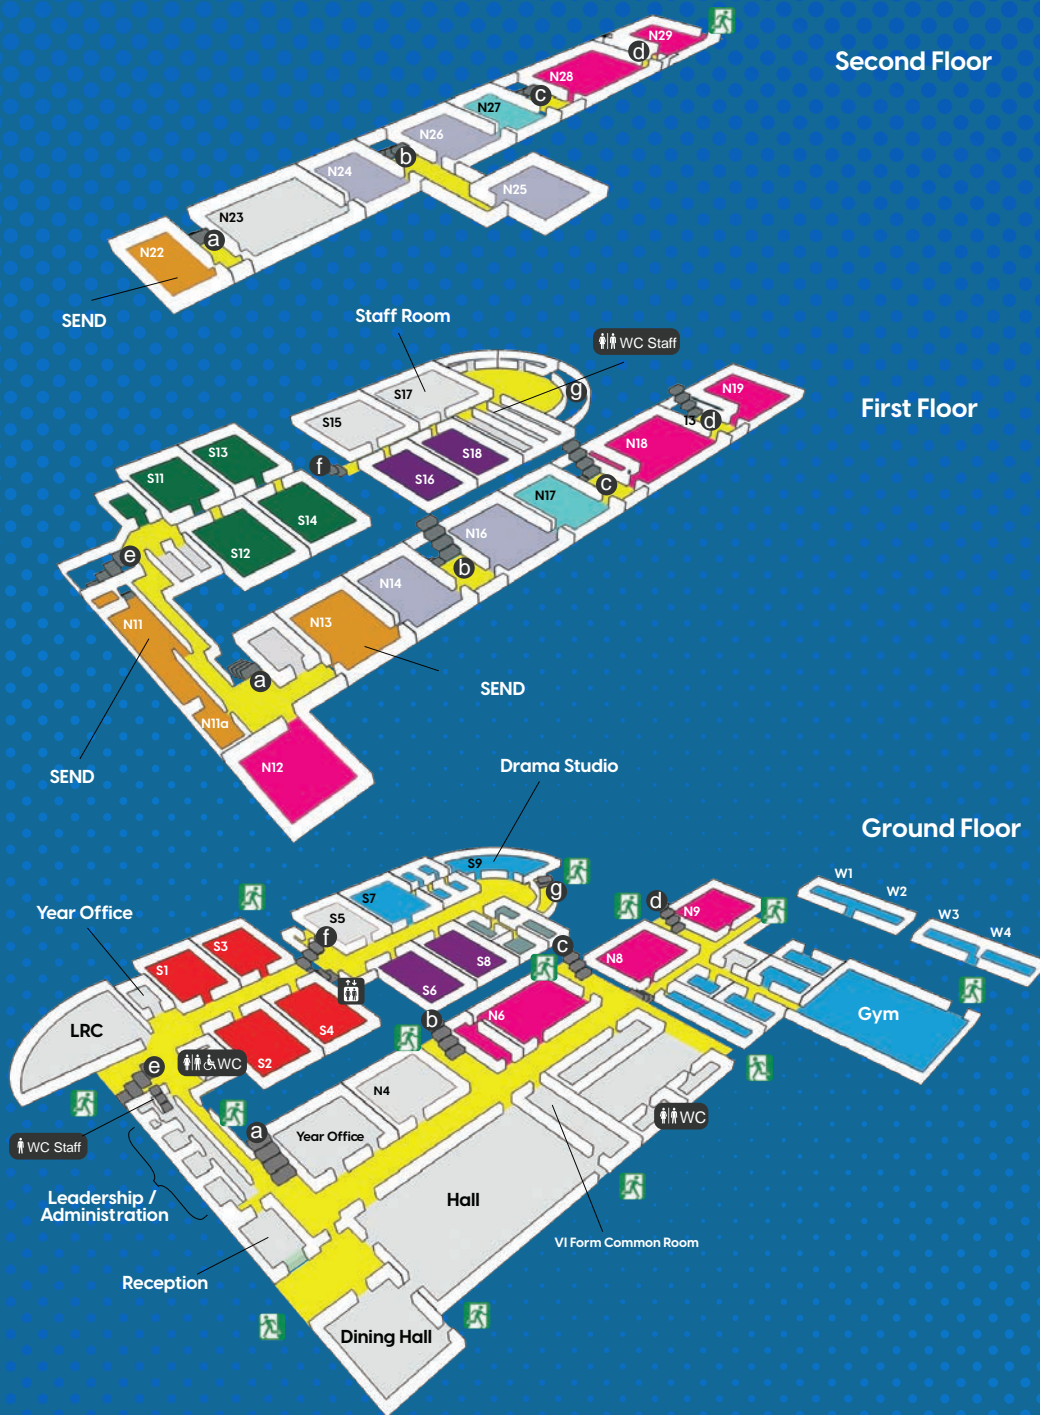 Second Floor
N29
d
N28
c
N27
N26
b
N24
N25
N23
a
N22
SEND
Staff Room
WC Staff
First Floor
S17
g
N19
S15
d
13
N18
S13
S18
f
S11
S16
c
N17
S14
N16
S12
e
b
N14
N11
N13
a
SEND
N11a
N12
SEND
Drama Studio
Ground Floor
S9
W1
W2
g
S7
d
N9
W3
Year Office
S5
W4
f
c
S3
S8
N8
S1
S6
Gym
LRC
S4
b
N6
S2
e
WC
N4
a
Year Office
WC
WC Staff
Leadership /
Administration
Hall
VI Form Common Room
Reception
Dining Hall